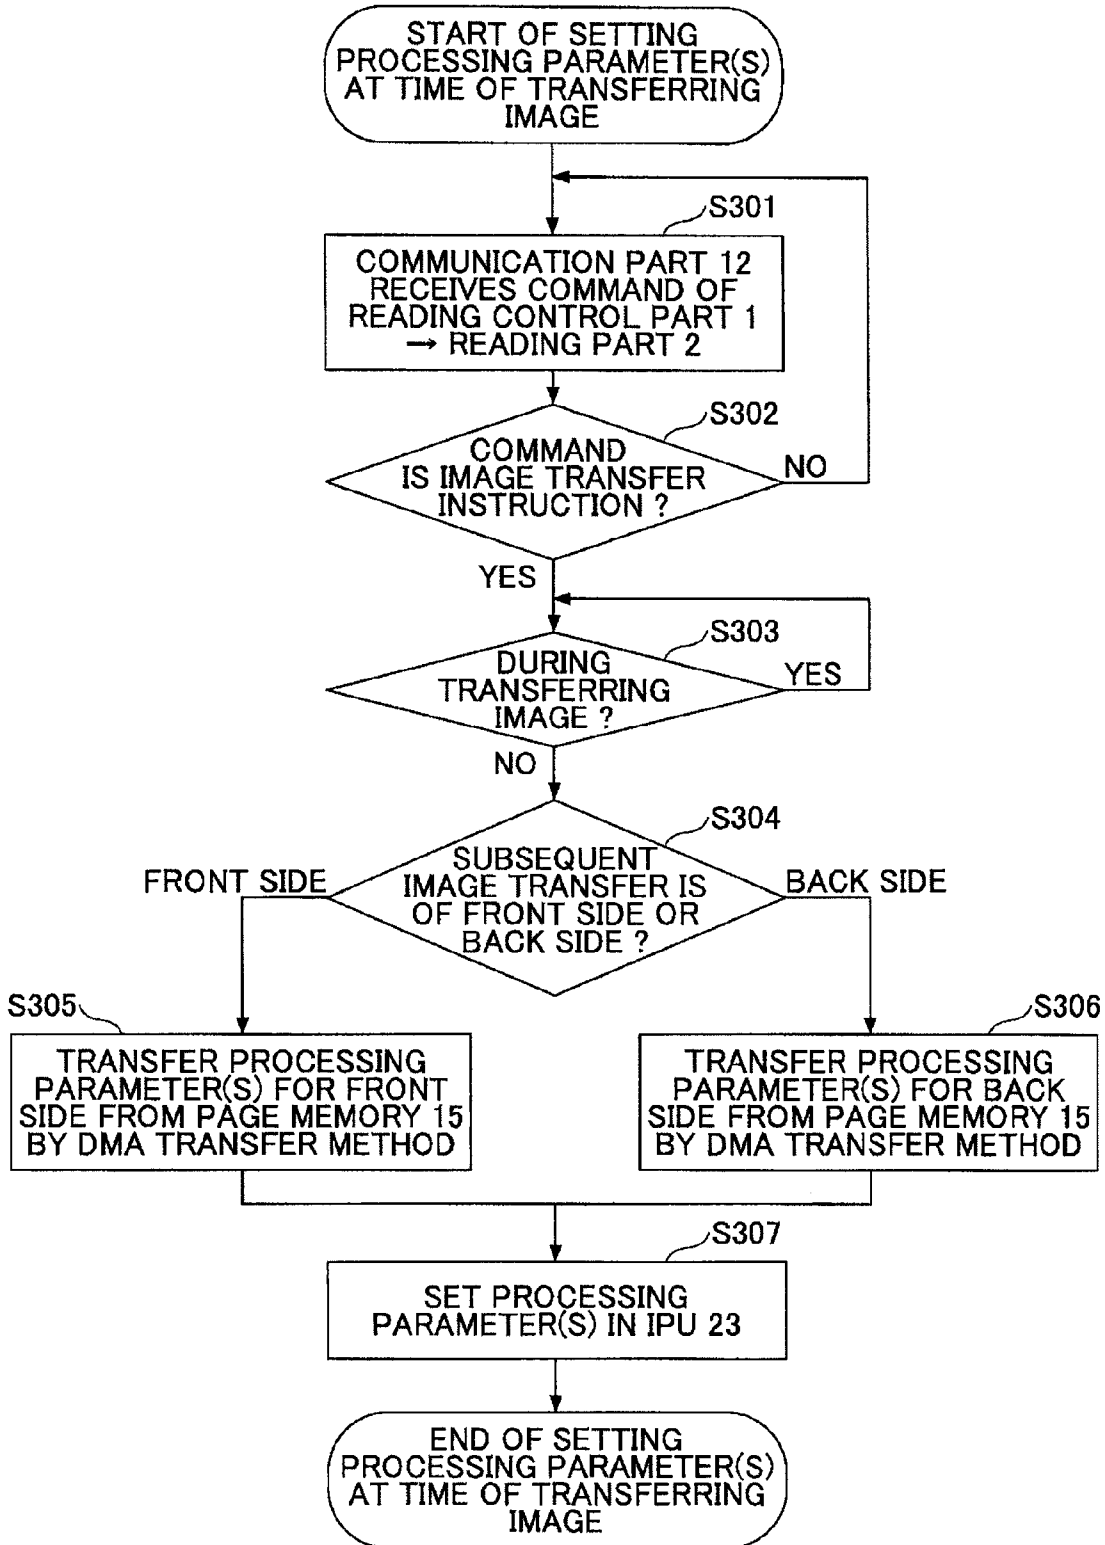 START OF SETTING
PROCESSING PARAMETER(S)
AT TIME OF TRANSFERRING
IMAGE
S301
COMMUNICATION PART 12
RECEIVES COMMAND OF
READING CONTROL PART 1
→ READING PART 2
S302
COMMAND
IS IMAGE TRANSFER
INSTRUCTION ?
NO
YES
S303
DURING
TRANSFERRING
IMAGE ?
YES
NO
S304
SUBSEQUENT
IMAGE TRANSFER IS
OF FRONT SIDE OR
BACK SIDE ?
FRONT SIDE
BACK SIDE
S305
TRANSFER PROCESSING
PARAMETER(S) FOR FRONT
SIDE FROM PAGE MEMORY 15
BY DMA TRANSFER METHOD
S306
TRANSFER PROCESSING
PARAMETER(S) FOR BACK
SIDE FROM PAGE MEMORY 15
BY DMA TRANSFER METHOD
S307
SET PROCESSING
PARAMETER(S) IN IPU 23
END OF SETTING
PROCESSING PARAMETER(S)
AT TIME OF TRANSFERRING
IMAGE